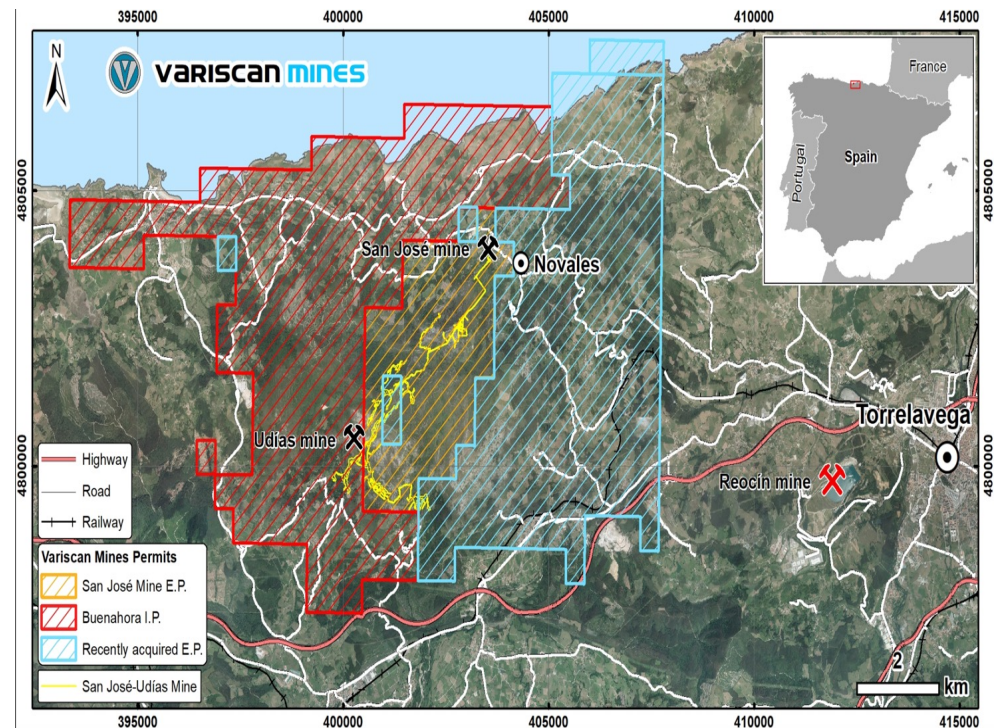 395000 400000 405000 410000 415000
N
V VARISCAN MINES
France
Portugal
Spain
4805000
4805000
San José mine
Novales
Udías mine
Torrelavega
Reocín mine
4800000
4800000
Highway
Road
Railway
Variscan Mines Permits
San José Mine E.P.
Buenahora I.P.
Recently acquired E.P.
San José-Udías Mine
2
km
395000 400000 405000 410000 415000